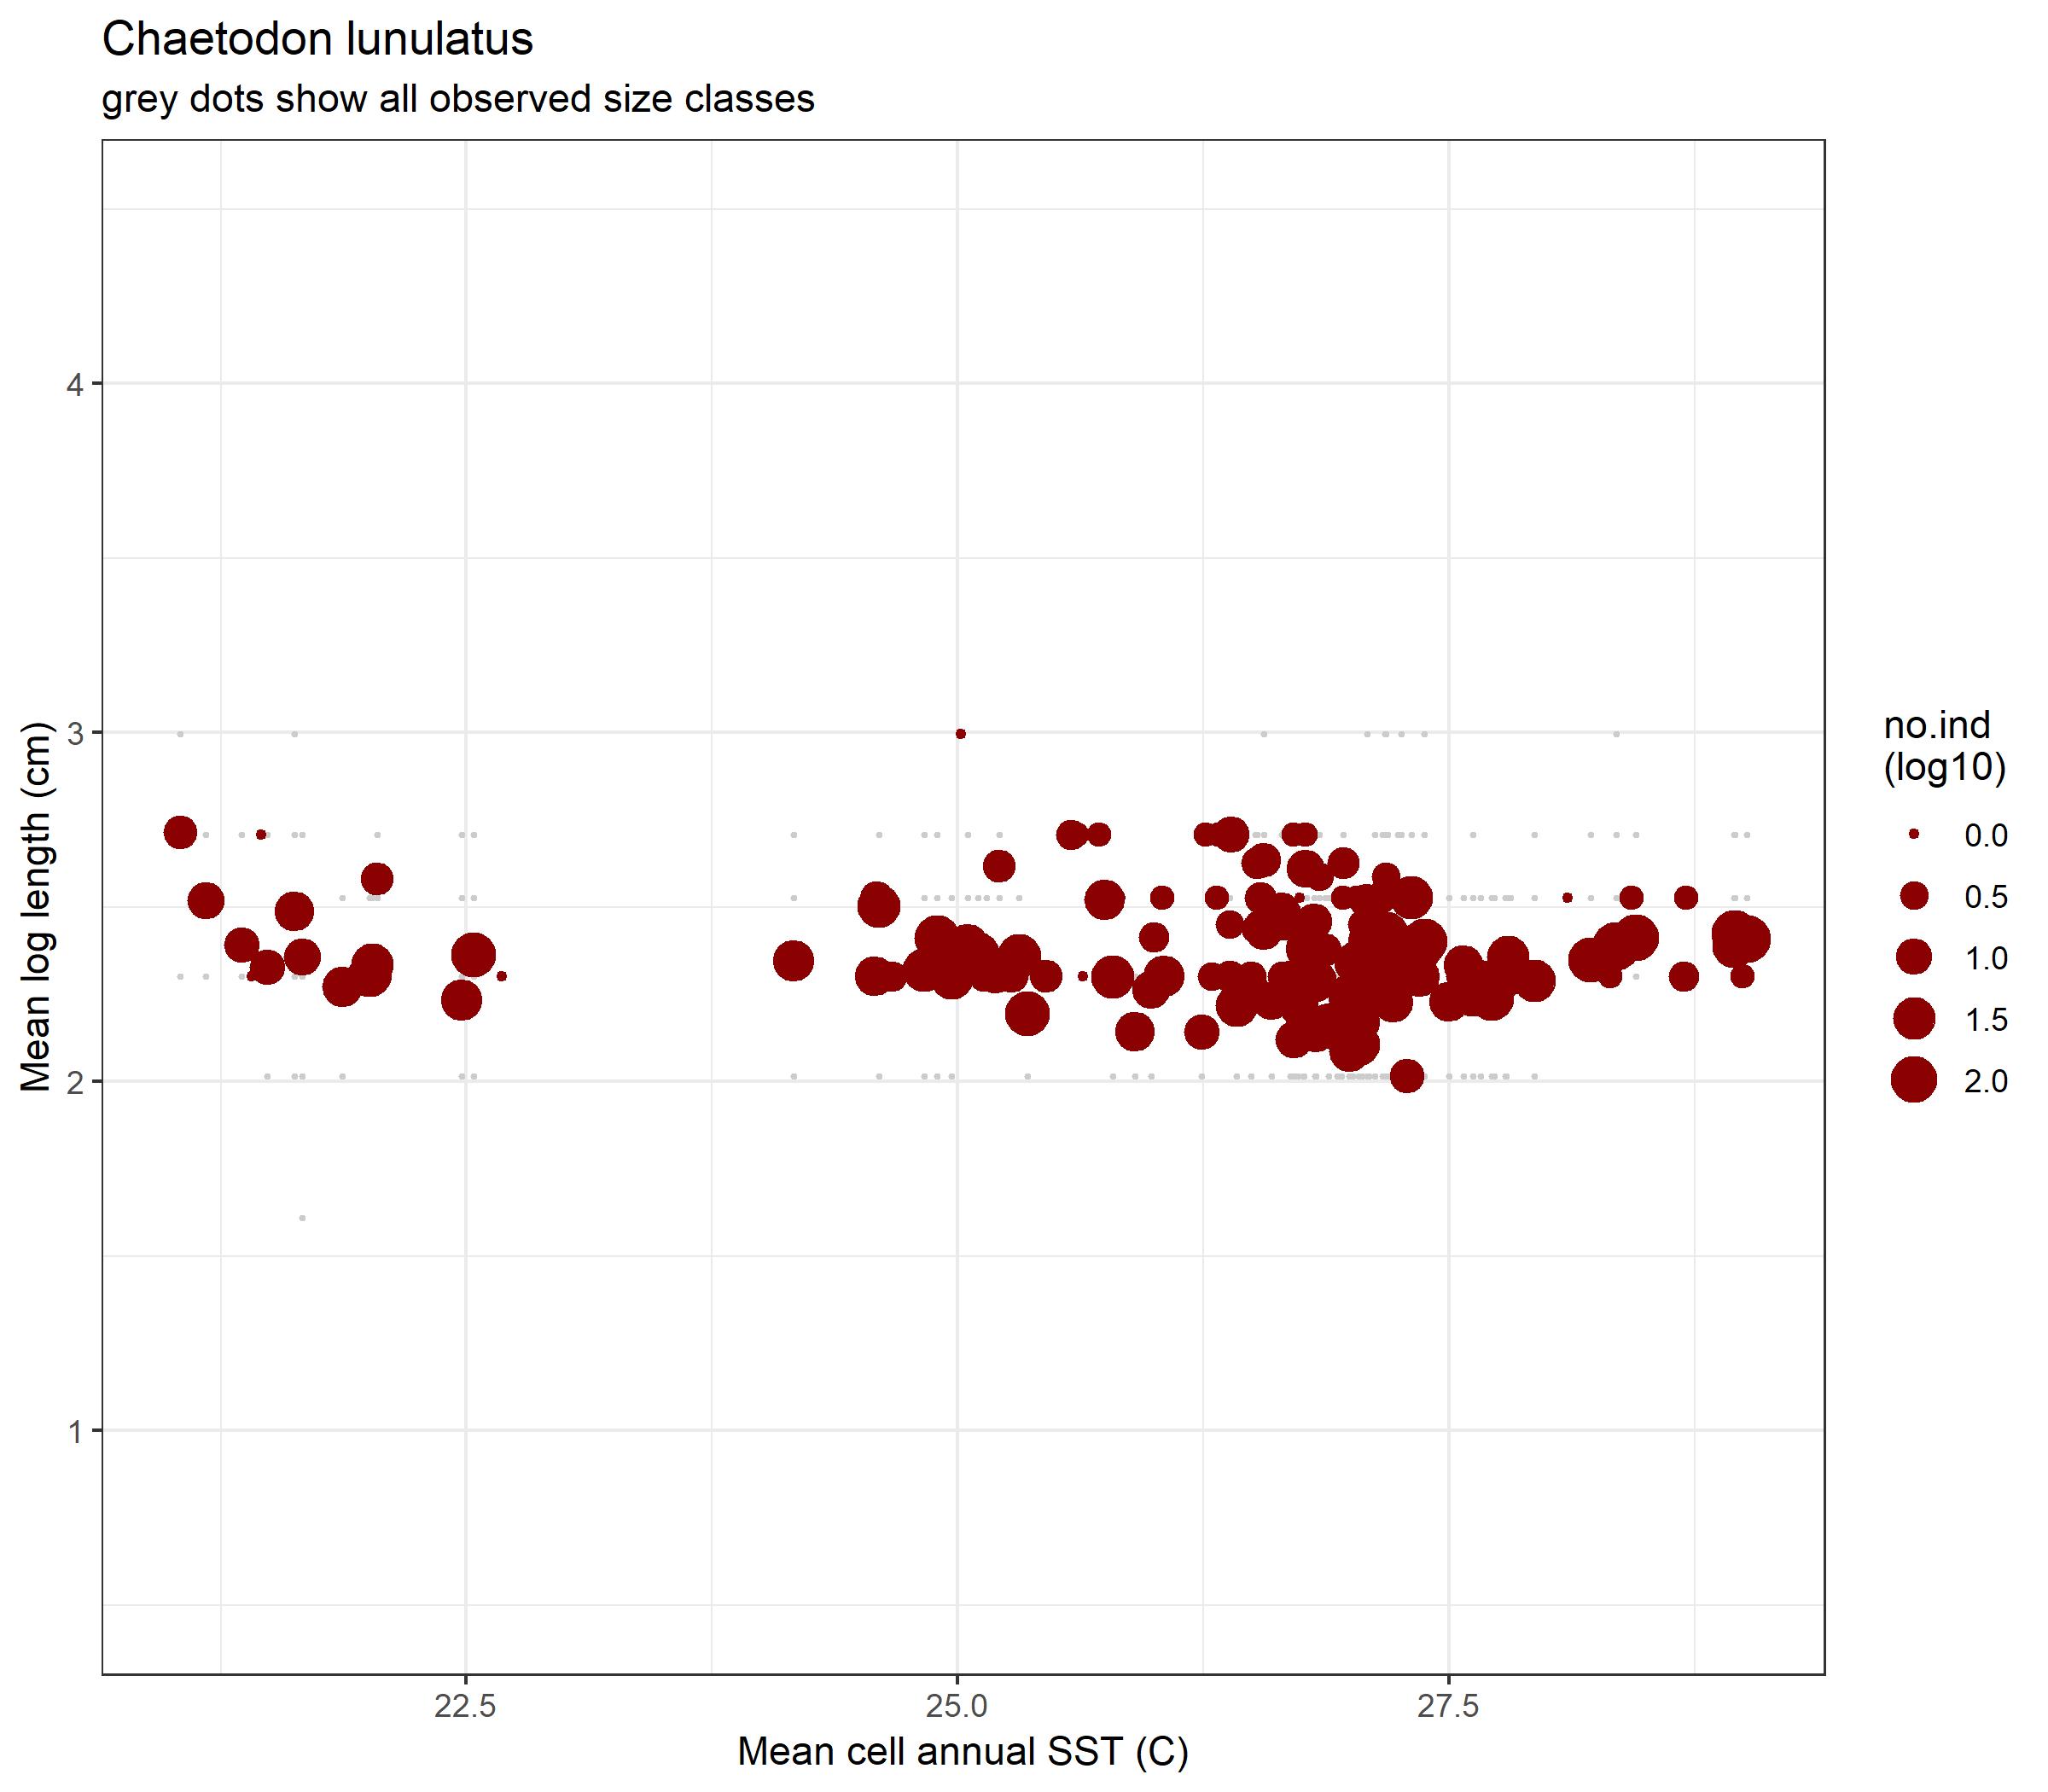 Chaetodon lunulatus
grey dots show all observed size classes
Mean log length (cm)
4
3
2
1
22.5
25.0
27.5
Mean cell annual SST (C)
no.ind
(log10)
0.0
0.5
1.0
1.5
2.0